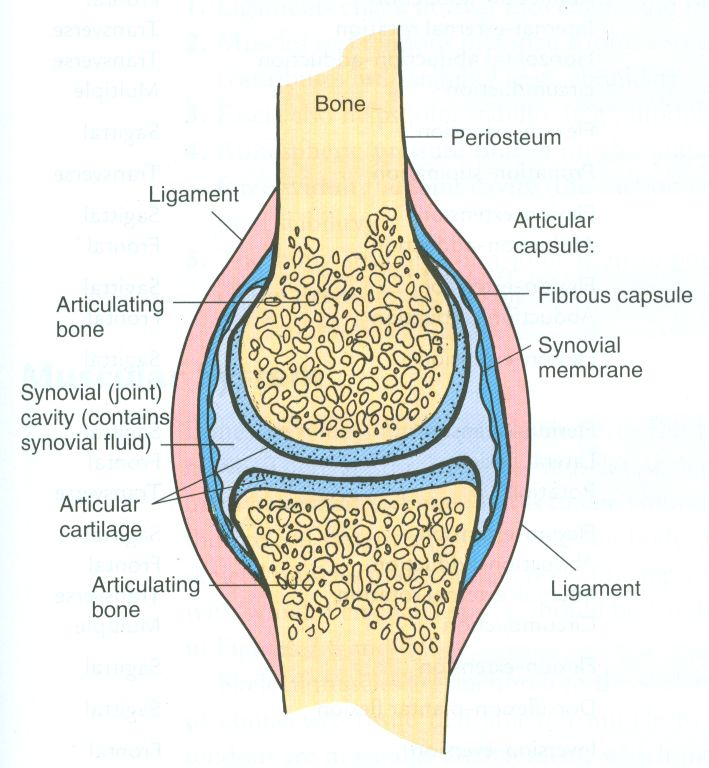 Bone
Periosteum
Ligament
Articular
capsule:
Articulating
bone
Fibrous capsule
Synovial
membrane
Synovial (joint)
cavity (contains
synovial fluid)
Articular
cartilage
Articulating
bone
Ligament